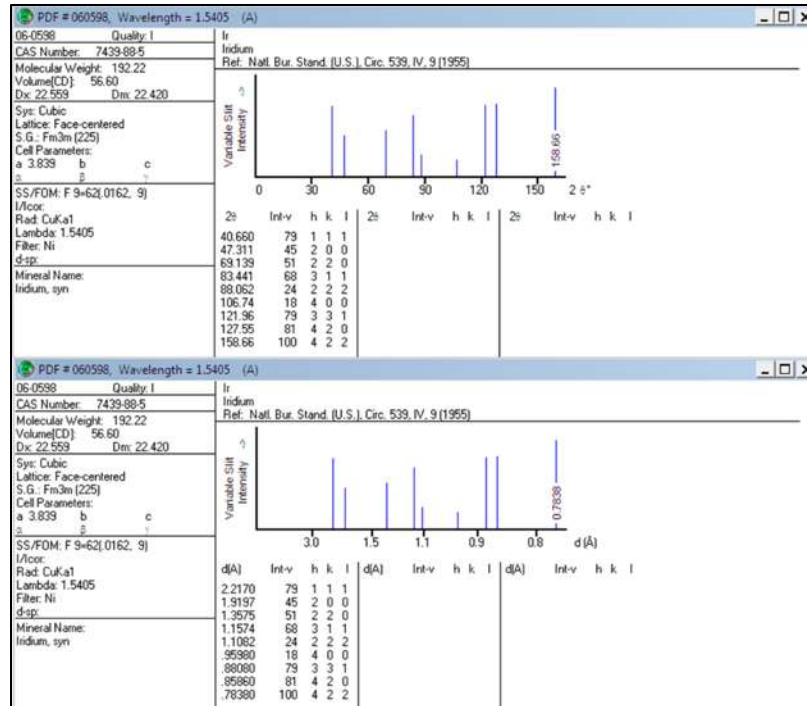 PDF # 060598, Wavelength = 1.5405 (A)
06-0598 Quality: I
CAS Number: 7439-88-5
Molecular Weight: 192.22
Volume[CD]: 56.60
Dx: 22.559 Dm: 22.420
Sys: Cubic
Lattice: Face-centered
S.G.: Fm3m (225)
Cell Parameters:
a 3.839 b c
α β γ
SS/FOM: F 9=62(.0162, 9)
I/Icor:
Rad: CuKa1
Lambda: 1.5405
Filter: Ni
d-sp:
Mineral Name:
Iridium, syn
Ir
Iridium
Ref: Natl. Bur. Stand. (U.S.), Circ. 539, IV, 9 (1955)
Variable Slit
Intensity
158.66
0 30 60 90 120 150 2 θ°
2θ Int-v h k l 2θ Int-v h k l 2θ Int-v h k l
40.660 79 1 1 1
47.311 45 2 0 0
69.139 51 2 2 0
83.441 68 3 1 1
88.062 24 2 2 2
106.74 18 4 0 0
121.96 79 3 3 1
127.55 81 4 2 0
158.66 100 4 2 2
PDF # 060598, Wavelength = 1.5405 (A)
06-0598 Quality: I
CAS Number: 7439-88-5
Molecular Weight: 192.22
Volume[CD]: 56.60
Dx: 22.559 Dm: 22.420
Sys: Cubic
Lattice: Face-centered
S.G.: Fm3m (225)
Cell Parameters:
a 3.839 b c
α β γ
SS/FOM: F 9=62(.0162, 9)
I/Icor:
Rad: CuKa1
Lambda: 1.5405
Filter: Ni
d-sp:
Mineral Name:
Iridium, syn
Ir
Iridium
Ref: Natl. Bur. Stand. (U.S.), Circ. 539, IV, 9 (1955)
Variable Slit
Intensity
0.7838
3.0 1.5 1.1 0.9 0.8 d (Å)
d(A) Int-v h k l d(A) Int-v h k l d(A) Int-v h k l
2.2170 79 1 1 1
1.9197 45 2 0 0
1.3575 51 2 2 0
1.1574 68 3 1 1
1.1082 24 2 2 2
.95980 18 4 0 0
.88080 79 3 3 1
.85860 81 4 2 0
.78380 100 4 2 2